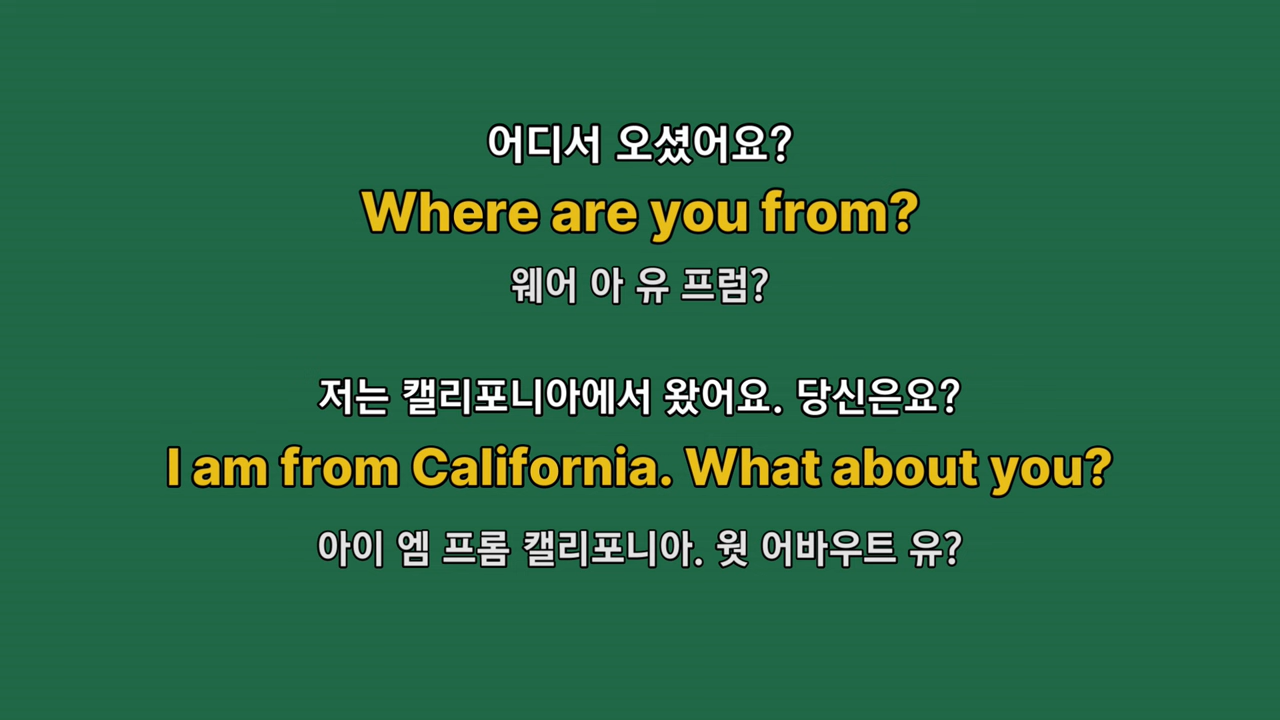 어디서 오셨어요?
Where are you from?
웨어 아 유 프럼?
저는 캘리포니아에서 왔어요. 당신은요?
I am from California. What about you?
아이 엠 프롬 캘리포니아. 웟 어바우트 유?